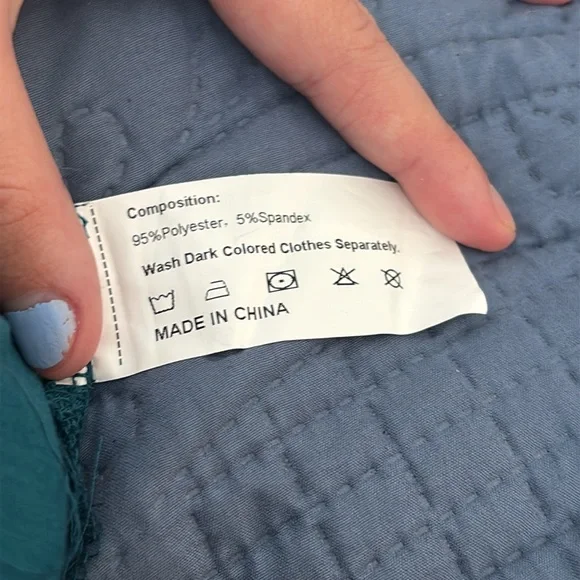 Composition:
95%Polyester, 5%Spandex
Wash Dark Colored Clothes Separately.
MADE IN CHINA